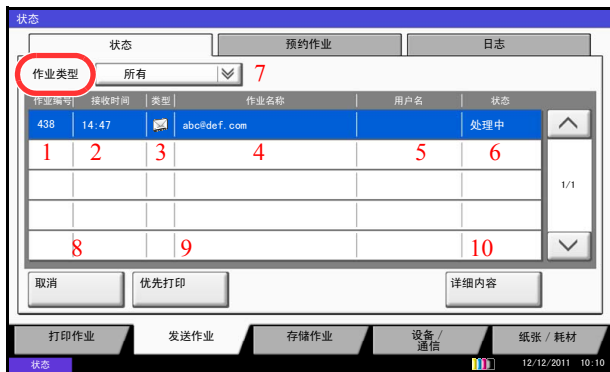 状态
状态 预约作业 日志
作业类型 所有 7
作业编号 接收时间 类型 作业名称 用户名 状态
438 14:47 abc@def.com 处理中
1 2 3 4 5 6
1/1
8 9 10
取消 优先打印 详细内容
打印作业 发送作业 存储作业 设备/ 纸张/耗材
通信
状态 12/12/2011 10:10